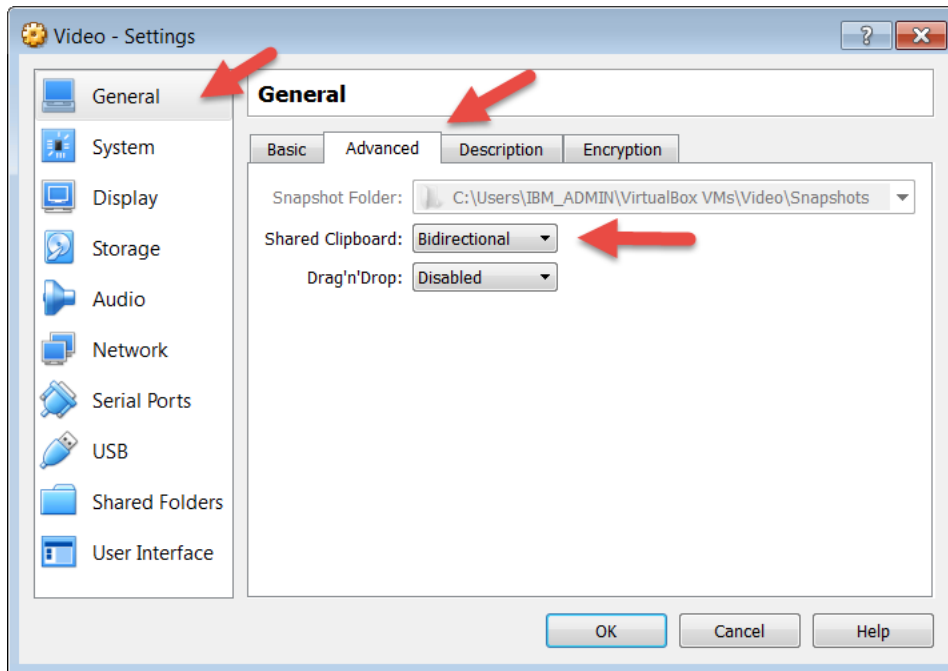 Video - Settings
General
System
Display
Storage
Audio
Network
Serial Ports
USB
Shared Folders
User Interface
General
Basic Advanced Description Encryption
Snapshot Folder: C:\Users\IBM_ADMIN\VirtualBox VMs\Video\Snapshots
Shared Clipboard: Bidirectional
Drag'n'Drop: Disabled
OK Cancel Help